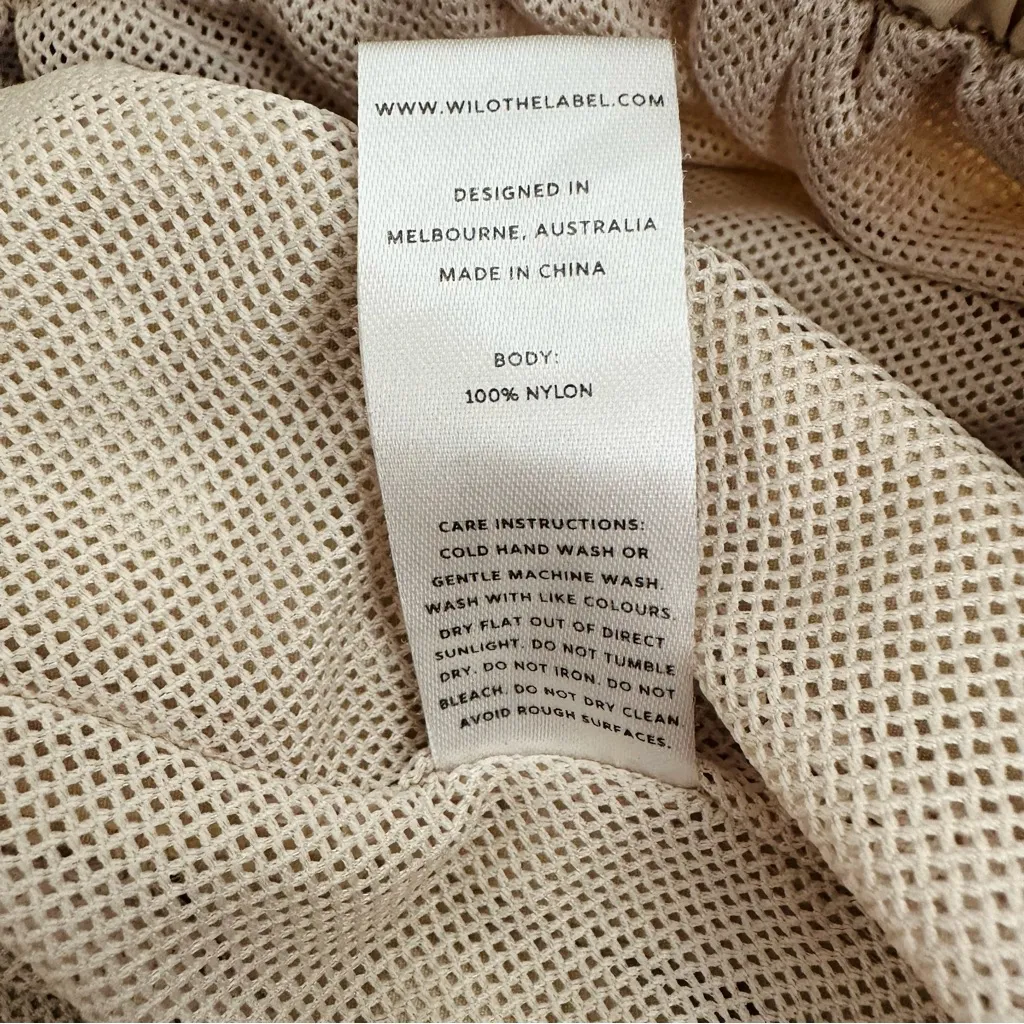 WWW.WILOTHELABEL.COM
DESIGNED IN
MELBOURNE, AUSTRALIA
MADE IN CHINA
BODY:
100% NYLON
CARE INSTRUCTIONS:
COLD HAND WASH OR
GENTLE MACHINE WASH.
WASH WITH LIKE COLOURS.
DRY FLAT OUT OF DIRECT
SUNLIGHT. DO NOT TUMBLE
DRY. DO NOT IRON. DO NOT
BLEACH. DO NOT DRY CLEAN
AVOID ROUGH SURFACES.